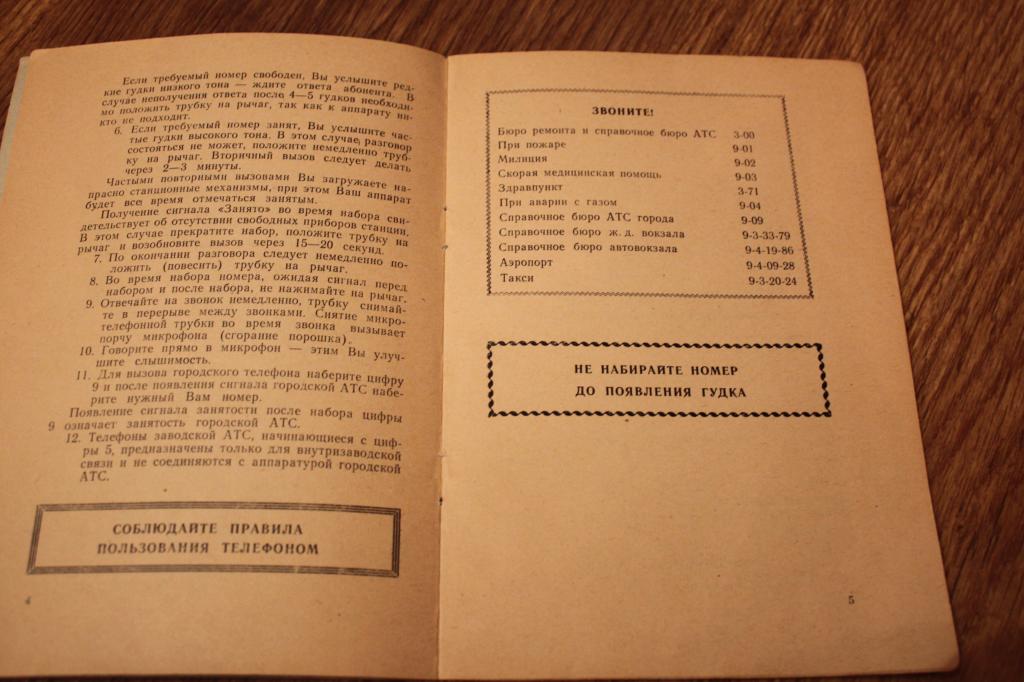 Если требуемый номер свободен, Вы услышите ред-
кие гудки низкого тона — ждите ответа абонента. В
случае неполучения ответа после 4—5 гудков необходи-
мо положить трубку на рычаг, так как к аппарату ни-
кто не подходит.
6. Если требуемый номер занят, Вы услышите час-
тые гудки высокого тона. В этом случае разговор
состояться не может, положите немедленно труб-
ку на рычаг. Вторичный вызов следует делать
через 2—3 минуты.
Частыми повторными вызовами Вы загружаете на-
прасно станционные механизмы, при этом Ваш аппарат
будет все время отмечаться занятым.
Получение сигнала «Занято» во время набора сви-
детельствует об отсутствии свободных приборов станции.
В этом случае прекратите набор, положите трубку на
рычаг и возобновите вызов через 15—20 секунд.
7. По окончании разговора следует немедленно по-
ложить (повесить) трубку на рычаг.
8. Во время набора номера, ожидая сигнал перед
набором и после набора, не нажимайте на рычаг.
9. Отвечайте на звонок немедленно, трубку снимай-
те в перерыве между звонками. Снятие микро-
телефонной трубки во время звонка вызывает
порчу микрофона (сгорание порошка).
10. Говорите прямо в микрофон — этим Вы улуч-
шите слышимость.
11. Для вызова городского телефона наберите цифру
9 и после появления сигнала городской АТС набе-
рите нужный Вам номер.
Появление сигнала занятости после набора цифры
9 означает занятость городской АТС.
12. Телефоны заводской АТС, начинающиеся с циф-
ры 5, предназначены только для внутризаводской
связи и не соединяются с аппаратурой городской
АТС.
СОБЛЮДАЙТЕ ПРАВИЛА
ПОЛЬЗОВАНИЯ ТЕЛЕФОНОМ
4
ЗВОНИТЕ!
Бюро ремонта и справочное бюро АТС 3-00
При пожаре 9-01
Милиция 9-02
Скорая медицинская помощь 9-03
Здравпункт 3-71
При аварии с газом 9-04
Справочное бюро АТС города 9-09
Справочное бюро ж. д. вокзала 9-3-33-79
Справочное бюро автовокзала 9-4-19-86
Аэропорт 9-4-09-28
Такси 9-3-20-24
НЕ НАБИРАЙТЕ НОМЕР
ДО ПОЯВЛЕНИЯ ГУДКА
5